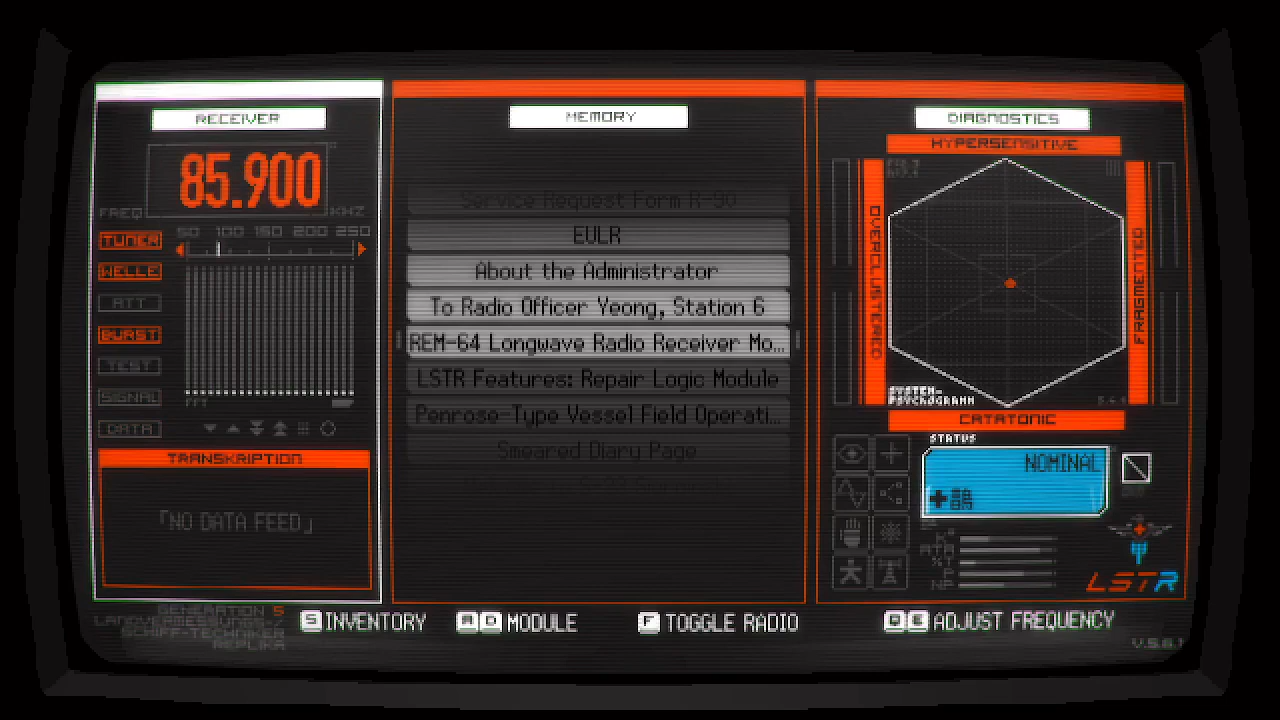 RECEIVER
85.900
FREQ
KHZ
50 100 150 200 250
TUNER
WELLE
ATT
BURST
TEST
SIGNAL
DATA
FFT
TRANSKRIPTION
「NO DATA FEED」
MEMORY
Service Request Form R-90
EULR
About the Administrator
To Radio Officer Yeong, Station 6
REM-64 Longwave Radio Receiver Mo...
LSTR Features: Repair Logic Module
Penrose-Type Vessel Field Operati...
Smeared Diary Page
DIAGNOSTICS
HYPERSENSITIVE
OVERCLUSTERED
FRAGMENTED
SYSTEM-
PSYCHOGRAMM
CATATONIC
STATUS
NOMINAL
LSTR
GENERATION 5
LANDVERMESSUNGS-/
SCHIFF-TECHNIKER
REPLIKA
S INVENTORY
A D MODULE
F TOGGLE RADIO
Q E ADJUST FREQUENCY